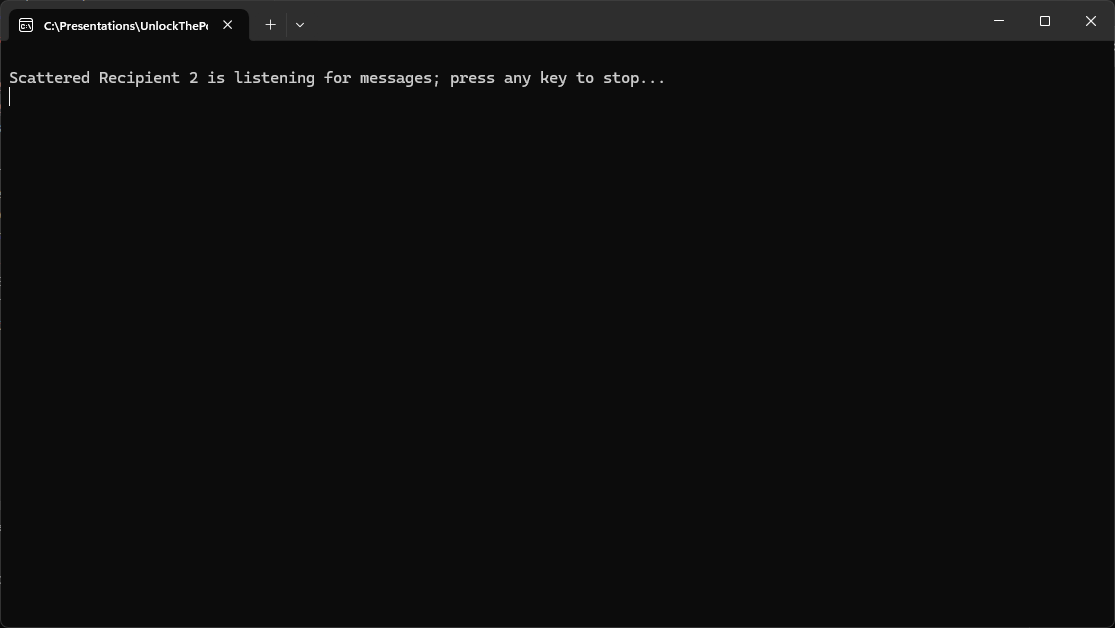 C:\Presentations\UnlockThePo
Scattered Recipient 2 is listening for messages; press any key to stop...